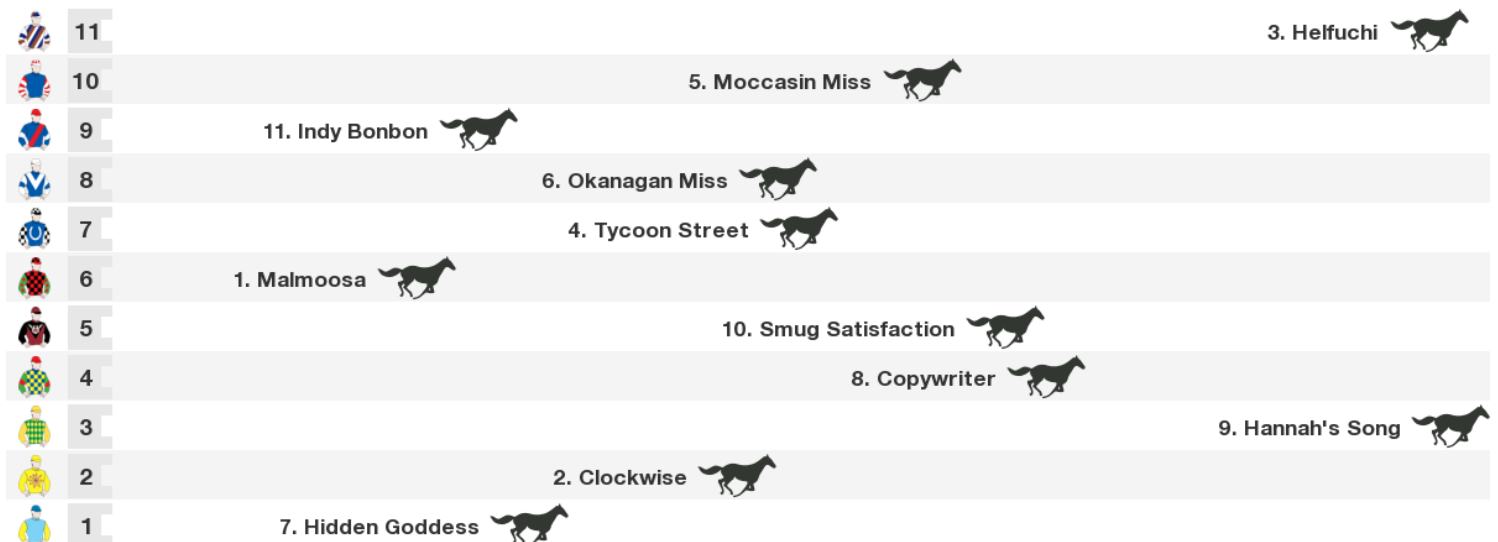 11 3. Helfuchi
10 5. Moccasin Miss
9 11. Indy Bonbon
8 6. Okanagan Miss
7 4. Tycoon Street
6 1. Malmoosa
5 10. Smug Satisfaction
4 8. Copywriter
3 9. Hannah's Song
2 2. Clockwise
1 7. Hidden Goddess